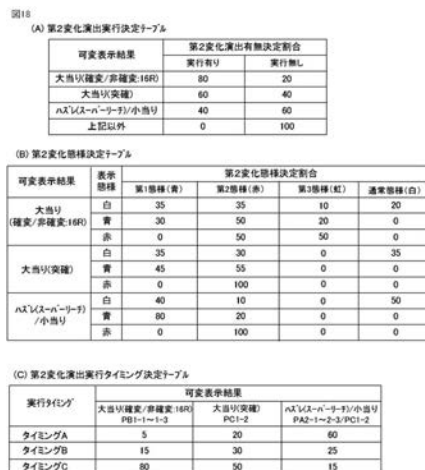 図18
(A) 第2変化演出実行決定テーブル
可変表示結果 第2変化演出有無決定割合
実行有り 実行無し
大当り(確変/非確変:16R) 80 20
大当り(突確) 60 40
ハズレ(スーパーリーチ)/小当り 40 60
上記以外 0 100
(B) 第2変化態様決定テーブル
可変表示結果 表示態様 第2変化態様決定割合
第1態様(青) 第2態様(赤) 第3態様(虹) 通常態様(白)
大当り(確変/非確変:16R) 白 35 35 10 20
青 30 50 20 0
赤 0 50 50 0
大当り(突確) 白 35 30 0 35
青 45 55 0 0
赤 0 100 0 0
ハズレ(スーパーリーチ)/小当り 白 40 10 0 50
青 80 20 0 0
赤 0 100 0 0
(C) 第2変化演出実行タイミング決定テーブル
実行タイミング 可変表示結果
大当り(確変/非確変:16R) PB1-1～1-3 大当り(突確) PC1-2 ハズレ(スーパーリーチ)/小当り PA2-1～2-3/PC1-2
タイミングA 5 20 60
タイミングB 15 30 25
タイミングC 80 50 15